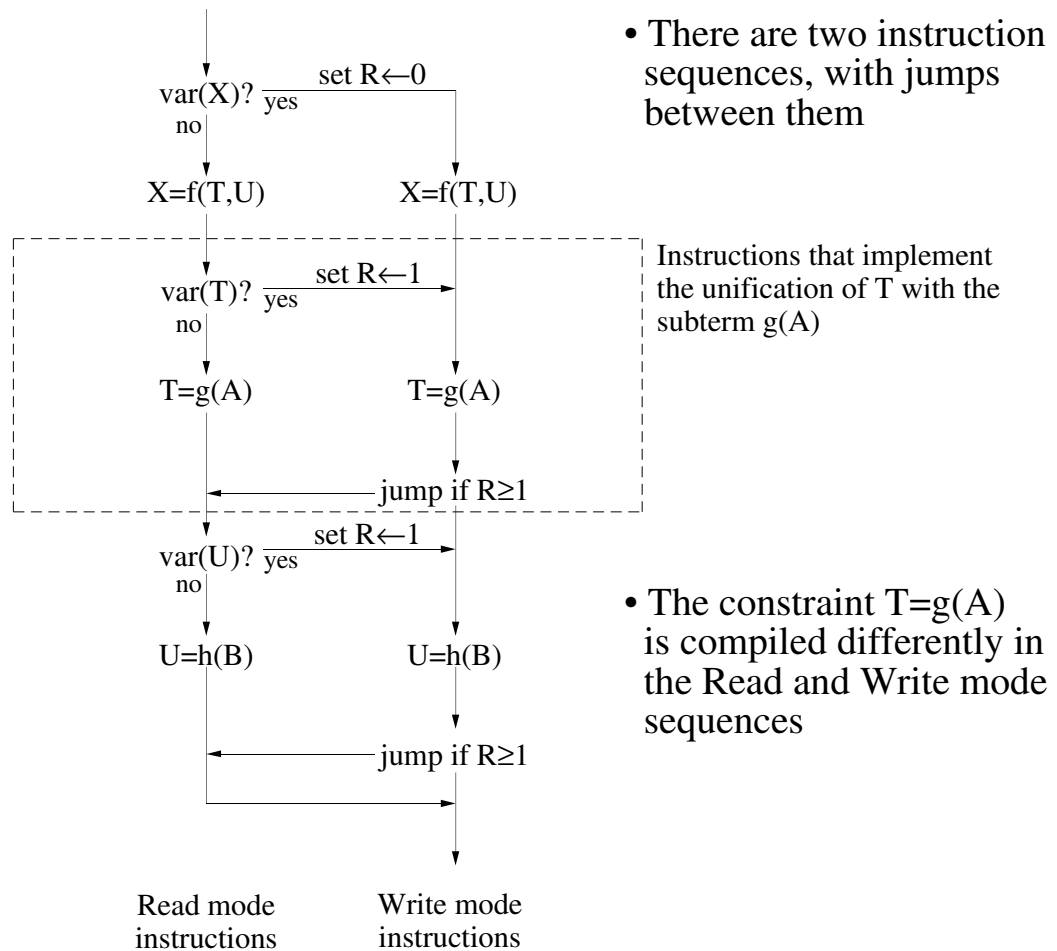 • There are two instruction
sequences, with jumps
between them
set R←0
var(X)? yes
no
X=f(T,U) X=f(T,U)
Instructions that implement
the unification of T with the
subterm g(A)
set R←1
var(T)? yes
no
T=g(A) T=g(A)
jump if R≥1
set R←1
var(U)? yes
no
• The constraint T=g(A)
is compiled differently in
the Read and Write mode
sequences
U=h(B) U=h(B)
jump if R≥1
Read mode
instructions
Write mode
instructions